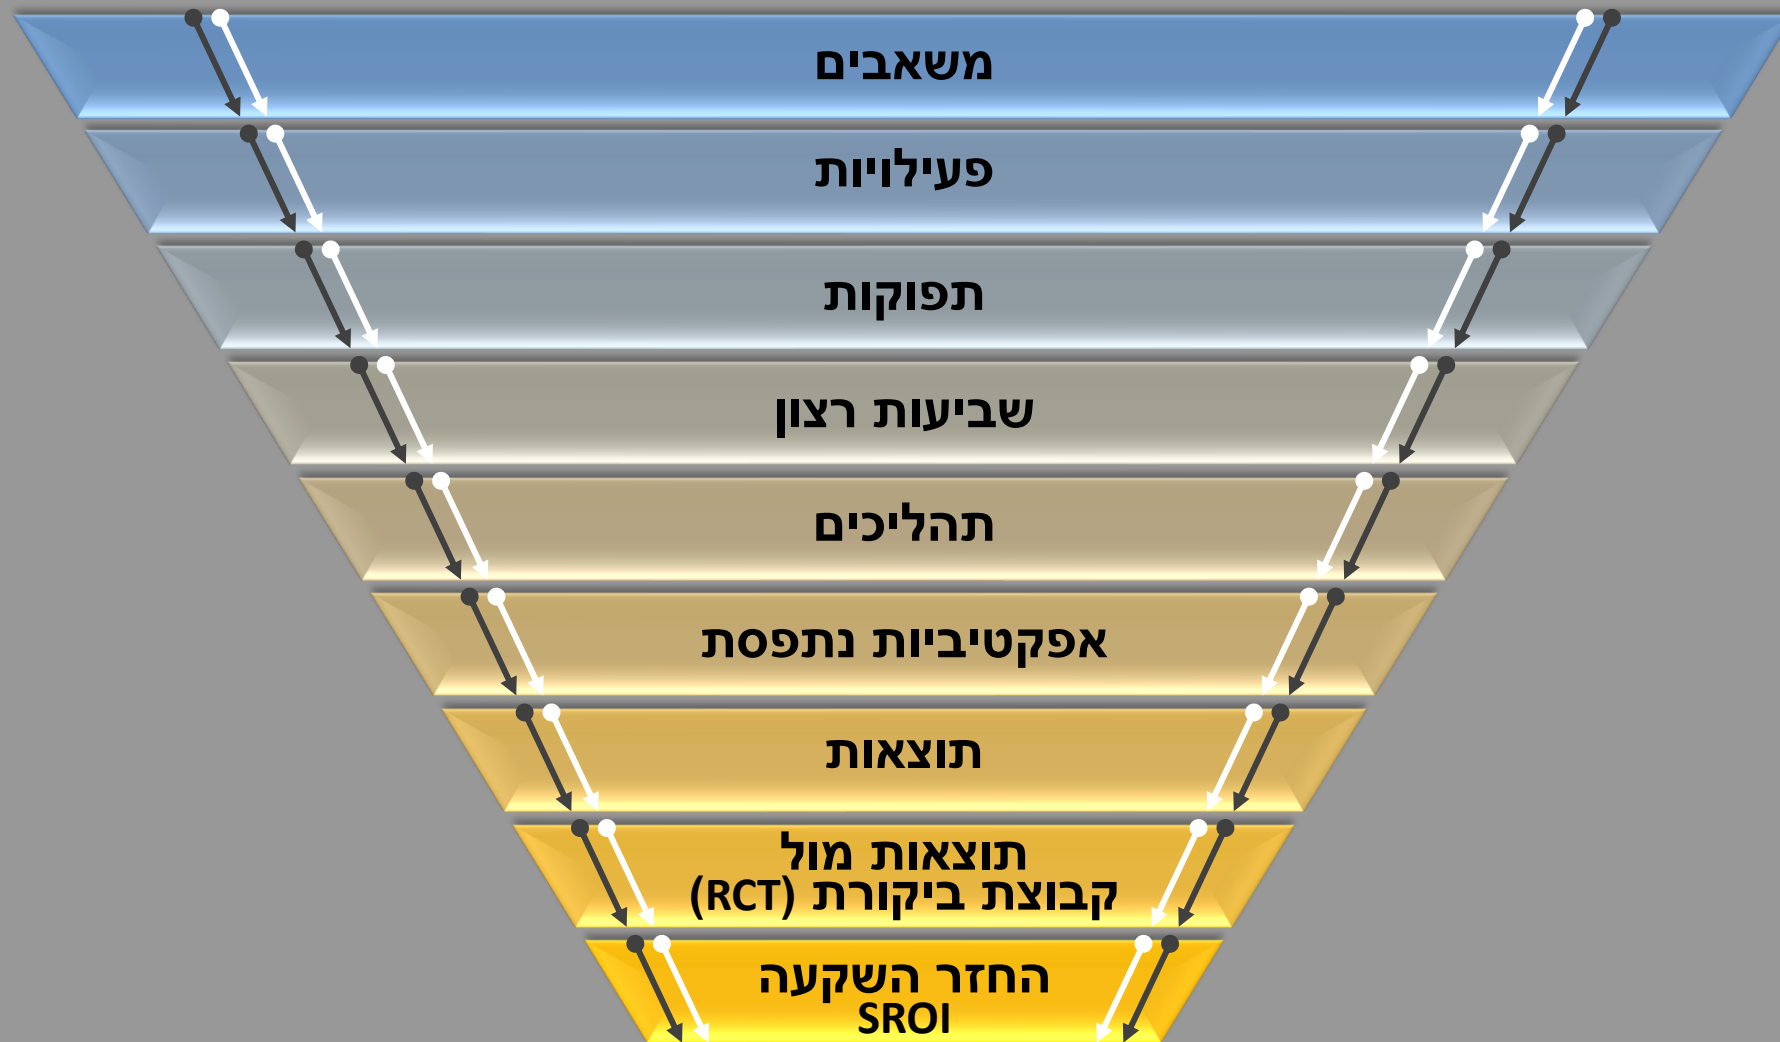 משאבים
פעילויות
תפוקות
שביעות רצון
תהליכים
אפקטיביות נתפסת
תוצאות
תוצאות מול
קבוצת ביקורת (RCT)
החזר השקעה
SROI